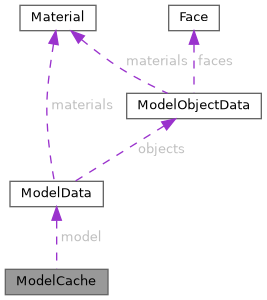 Material
Face
materials
faces
ModelObjectData
materials
objects
ModelData
model
ModelCache